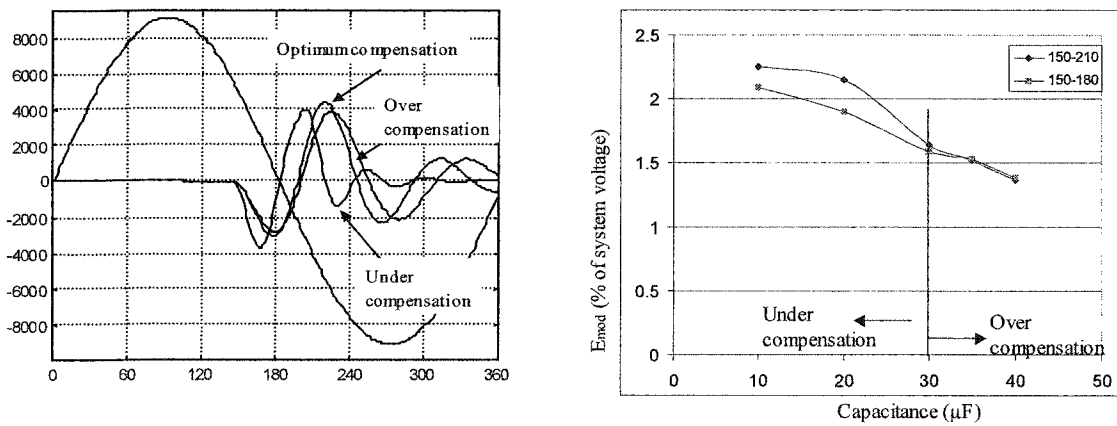 8000
6000
4000
2000
0
-2000
-4000
-6000
-8000
0
60
120
180
240
300
360
Optimum compensation
Over
compensation
Under
compensation
2.5
2
1.5
1
0.5
0
0
10
20
30
40
50
150-210
150-180
Under
compensation
Over
compensation
Emod (% of system voltage)
Capacitance (µF)